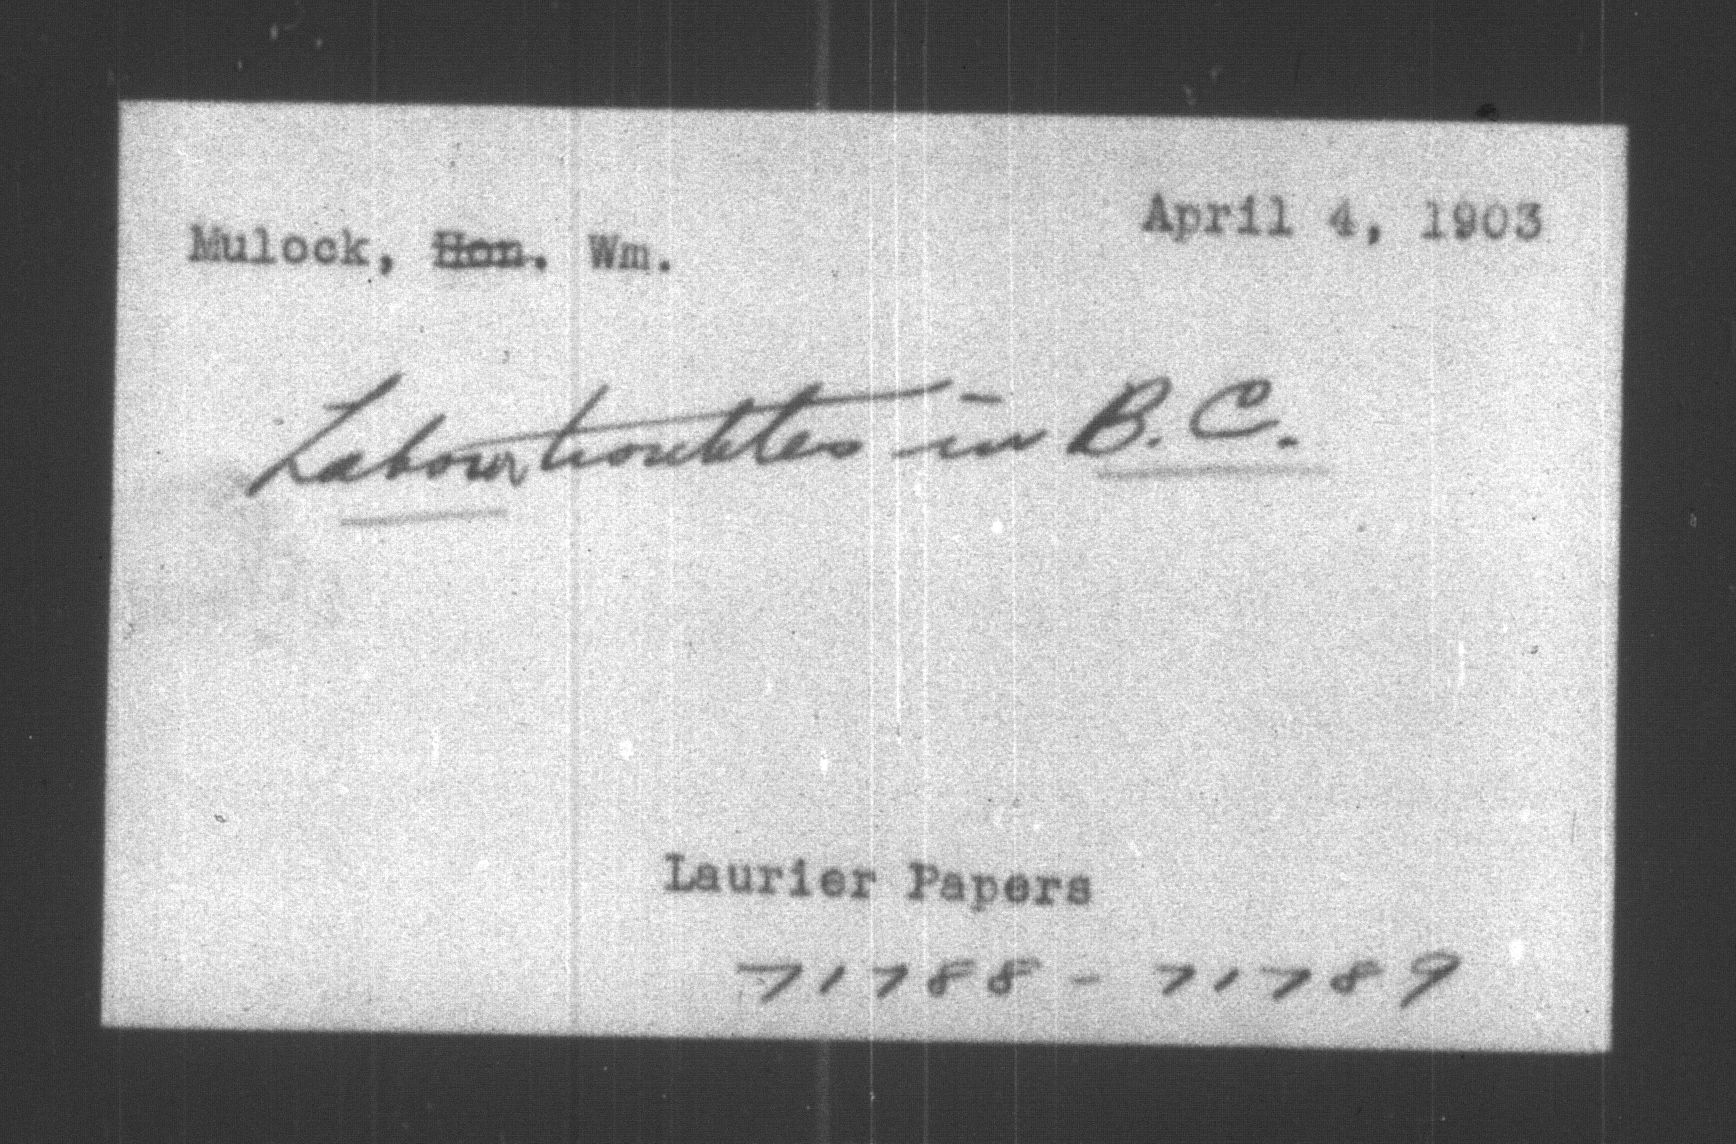 Mulock, Hon. Wm.
April 4, 1903
Labour troubles in B.C.
Laurier Papers
71788 - 71789